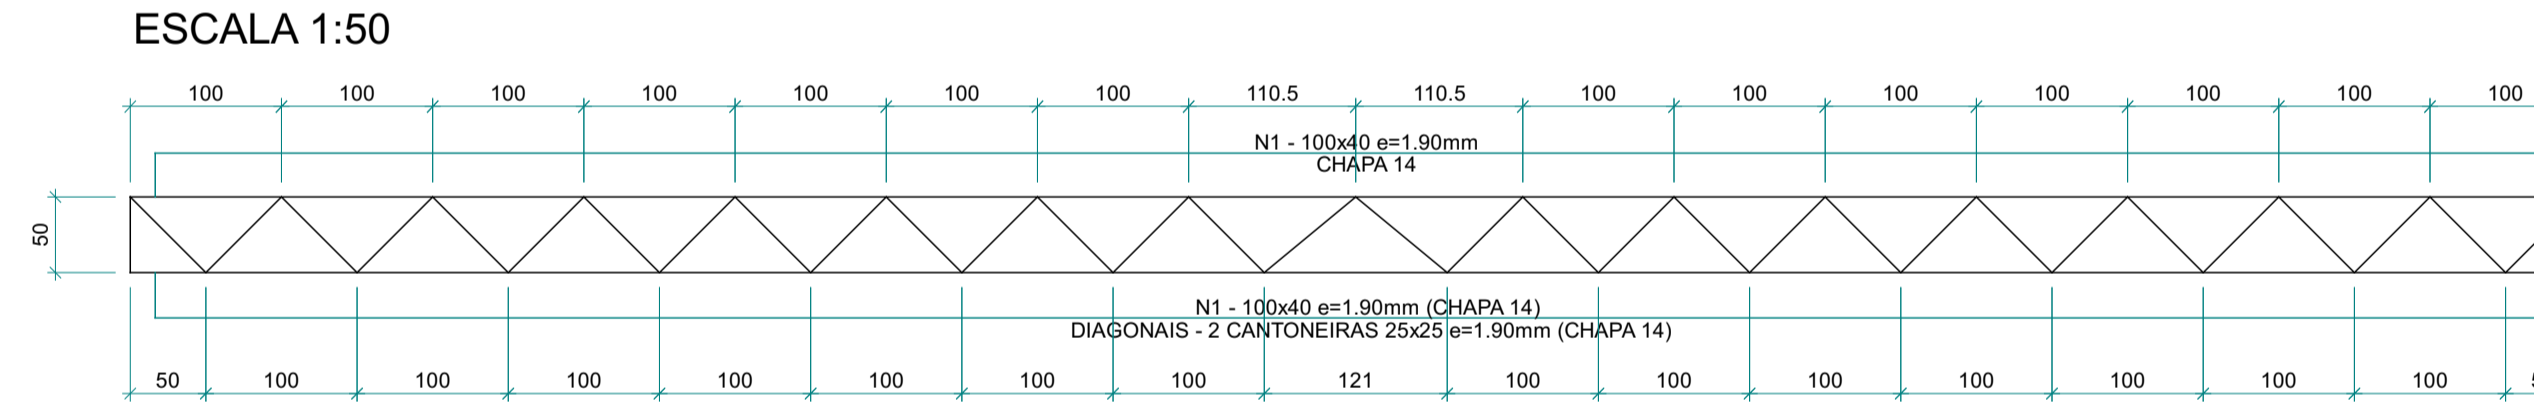 ESCALA 1:50
100 100 100 100 100 100 100 110.5 110.5 100 100 100 100 100 100 100
N1 - 100x40 e=1.90mm
CHAPA 14
50
N1 - 100x40 e=1.90mm (CHAPA 14)
DIAGONAIS - 2 CANTONEIRAS 25x25 e=1.90mm (CHAPA 14)
50 100 100 100 100 100 100 100 121 100 100 100 100 100 100 100